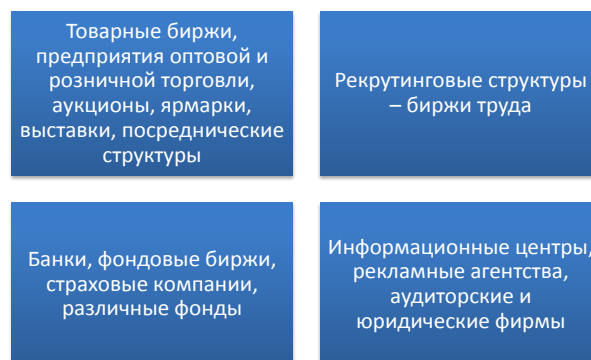 Товарные биржи,
предприятия оптовой и
розничной торговли,
аукционы, ярмарки,
выставки, посреднические
структуры
Рекрутинговые структуры
– биржи труда
Банки, фондовые биржи,
страховые компании,
различные фонды
Информационные центры,
рекламные агентства,
аудиторские и
юридические фирмы